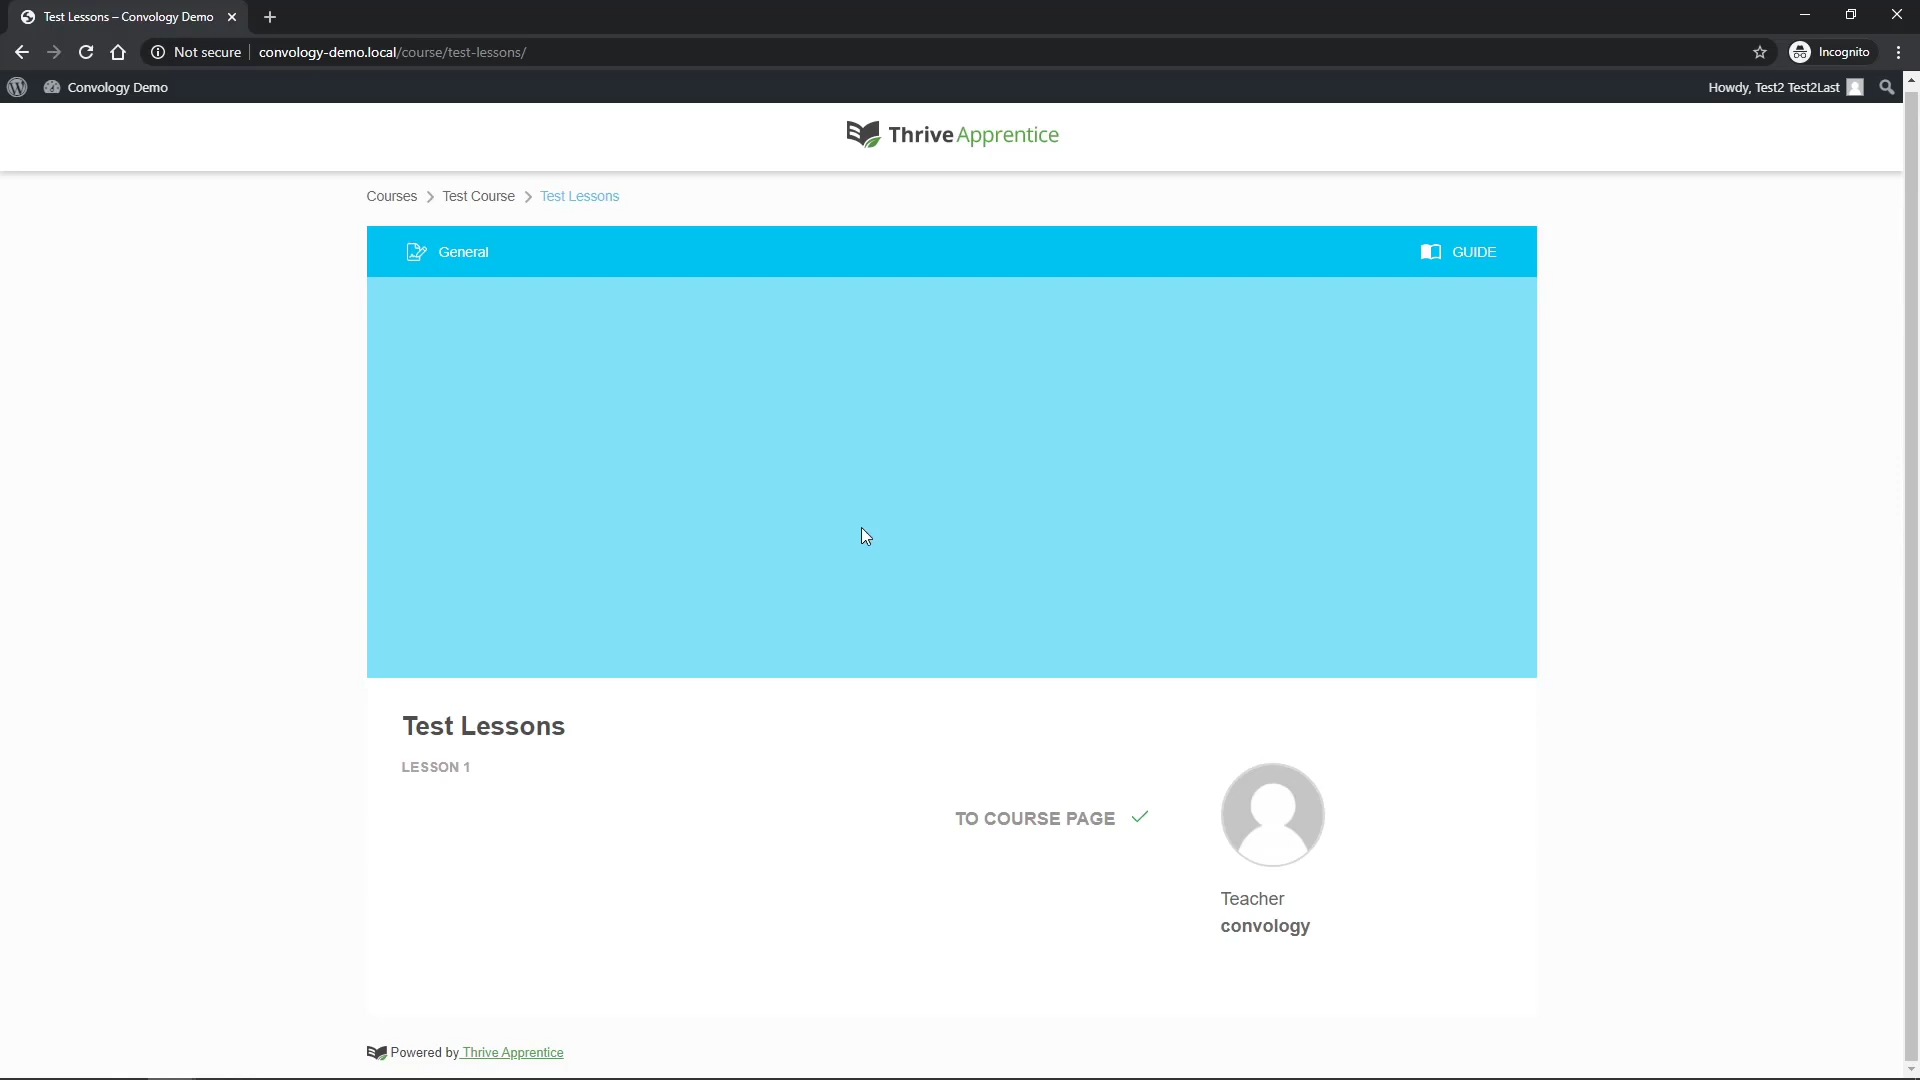 Test Lessons – Convology Demo
Not secure
convology-demo.local/course/test-lessons/
Incognito
Convology Demo
Howdy, Test2 Test2Last
Thrive Apprentice
Courses
Test Course
Test Lessons
General
GUIDE
Test Lessons
LESSON 1
TO COURSE PAGE
Teacher
convology
Powered by Thrive Apprentice